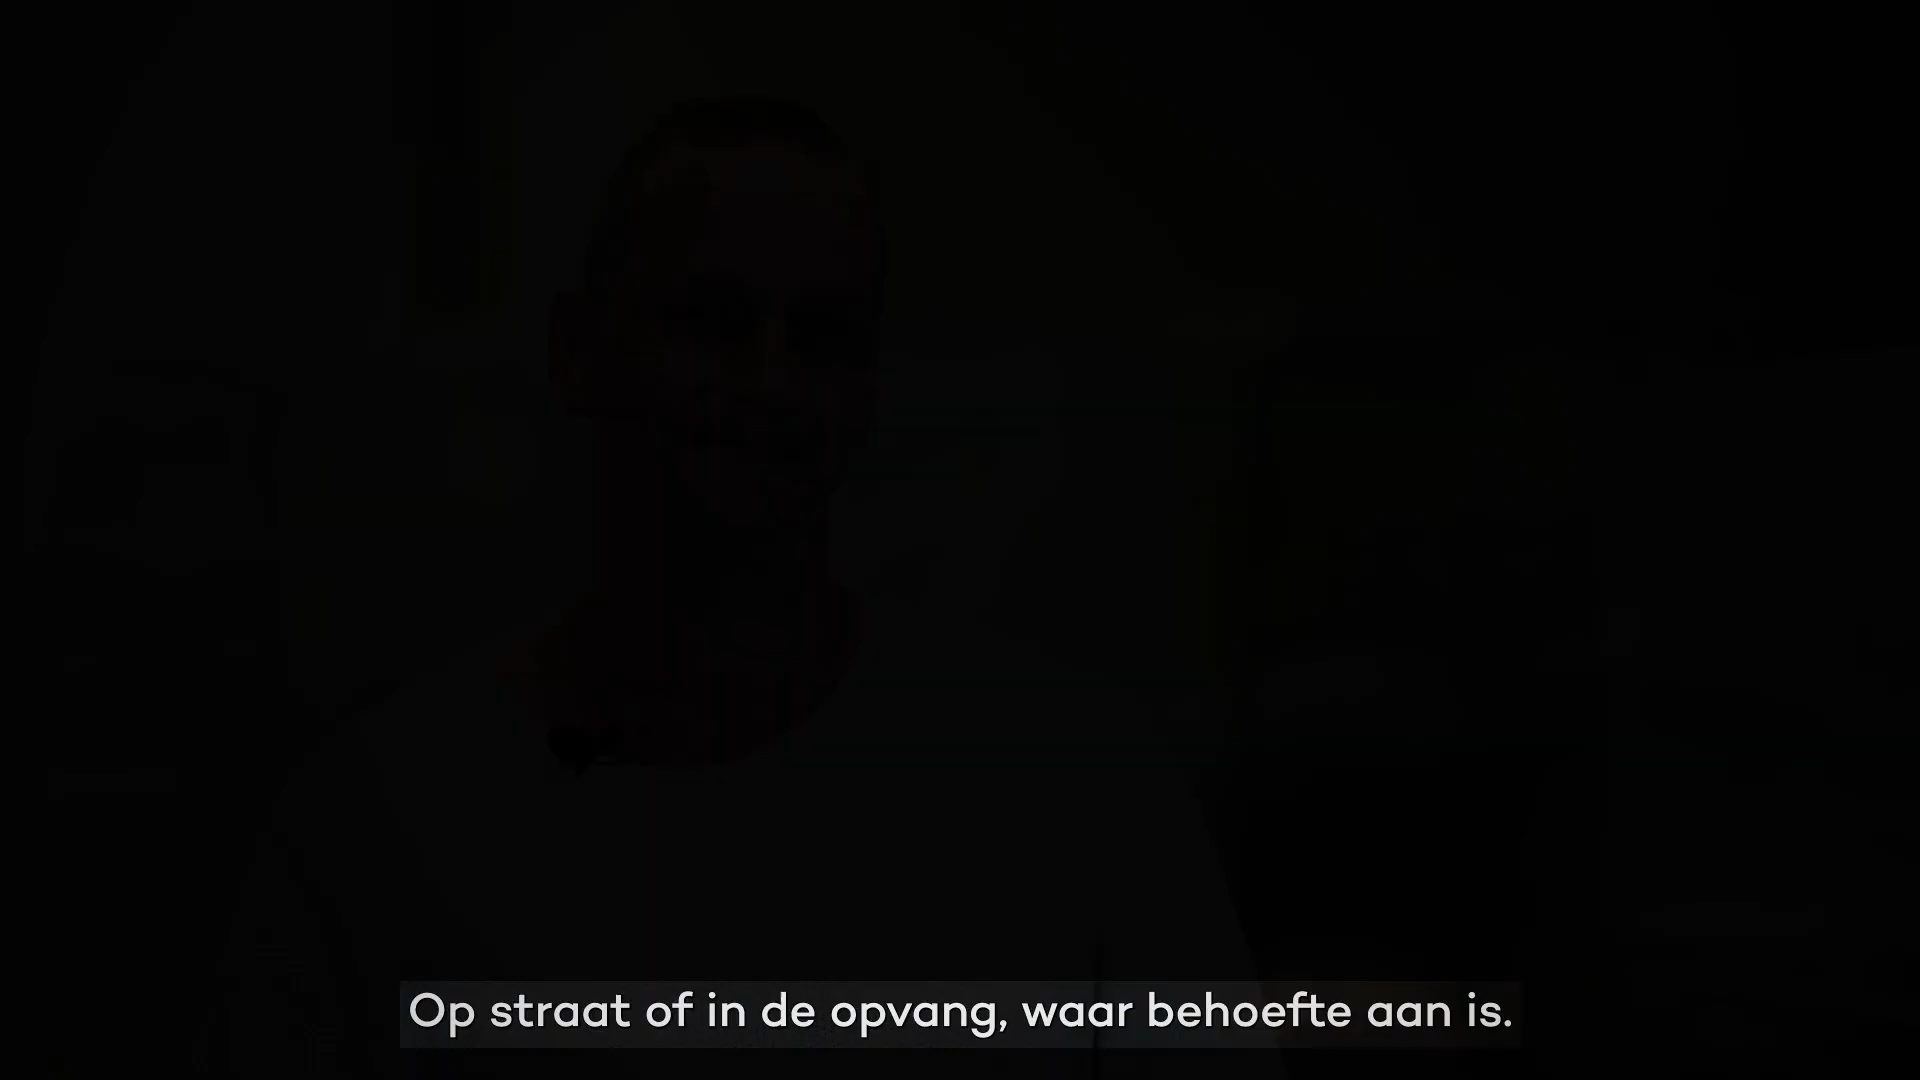 Op straat of in de opvang, waar behoefte aan is.